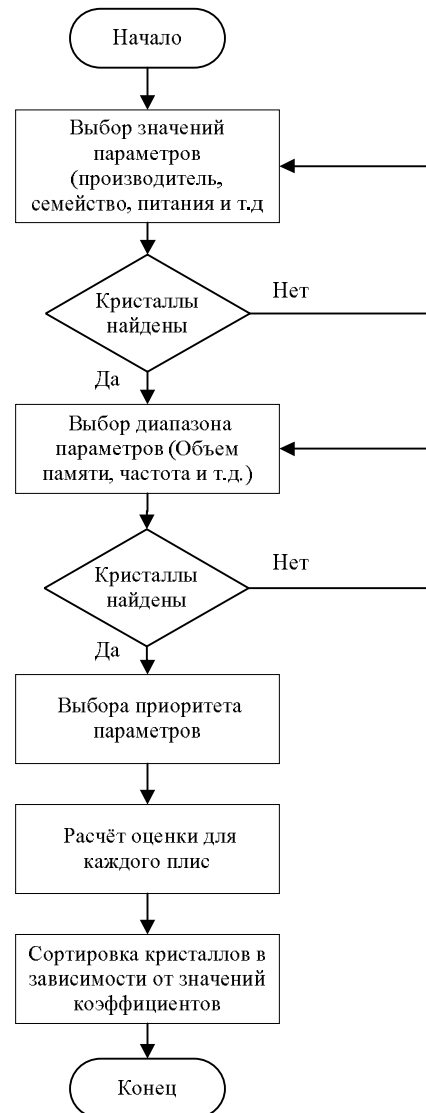 Начало
Выбор значений
параметров
(производитель,
семейство, питания и т.д
Кристаллы
найдены
Нет
Да
Выбор диапазона
параметров (Объем
памяти, частота и т.д.)
Кристаллы
найдены
Нет
Да
Выбора приоритета
параметров
Расчёт оценки для
каждого плис
Сортировка кристаллов в
зависимости от значений
коэффициентов
Конец